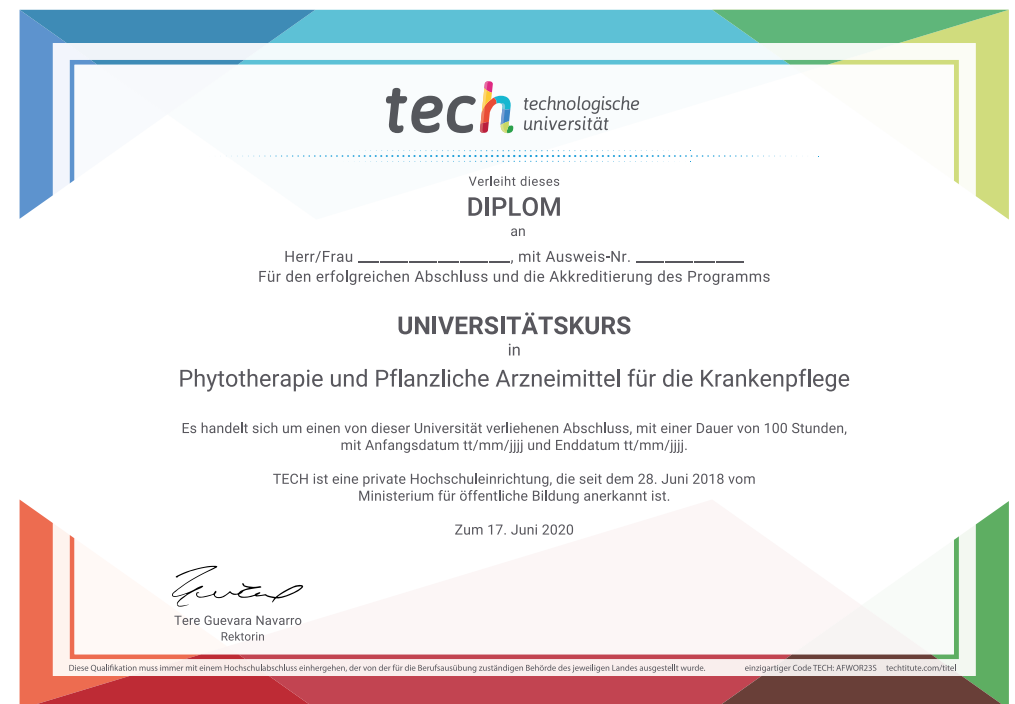 tech technologische
universität
Verleiht dieses
DIPLOM
an
Herr/Frau ________________, mit Ausweis-Nr. ___________
Für den erfolgreichen Abschluss und die Akkreditierung des Programms
UNIVERSITÄTSKURS
in
Phytotherapie und Pflanzliche Arzneimittel für die Krankenpflege
Es handelt sich um einen von dieser Universität verliehenen Abschluss, mit einer Dauer von 100 Stunden,
mit Anfangsdatum tt/mm/jjjj und Enddatum tt/mm/jjjj.
TECH ist eine private Hochschuleinrichtung, die seit dem 28. Juni 2018 vom
Ministerium für öffentliche Bildung anerkannt ist.
Zum 17. Juni 2020
Tere Guevara Navarro
Rektorin
Diese Qualifikation muss immer mit einem Hochschulabschluss einhergehen, der von der für die Berufsausübung zuständigen Behörde des jeweiligen Landes ausgestellt wurde. einzigartiger Code TECH: AFWOR23S techtitute.com/titel